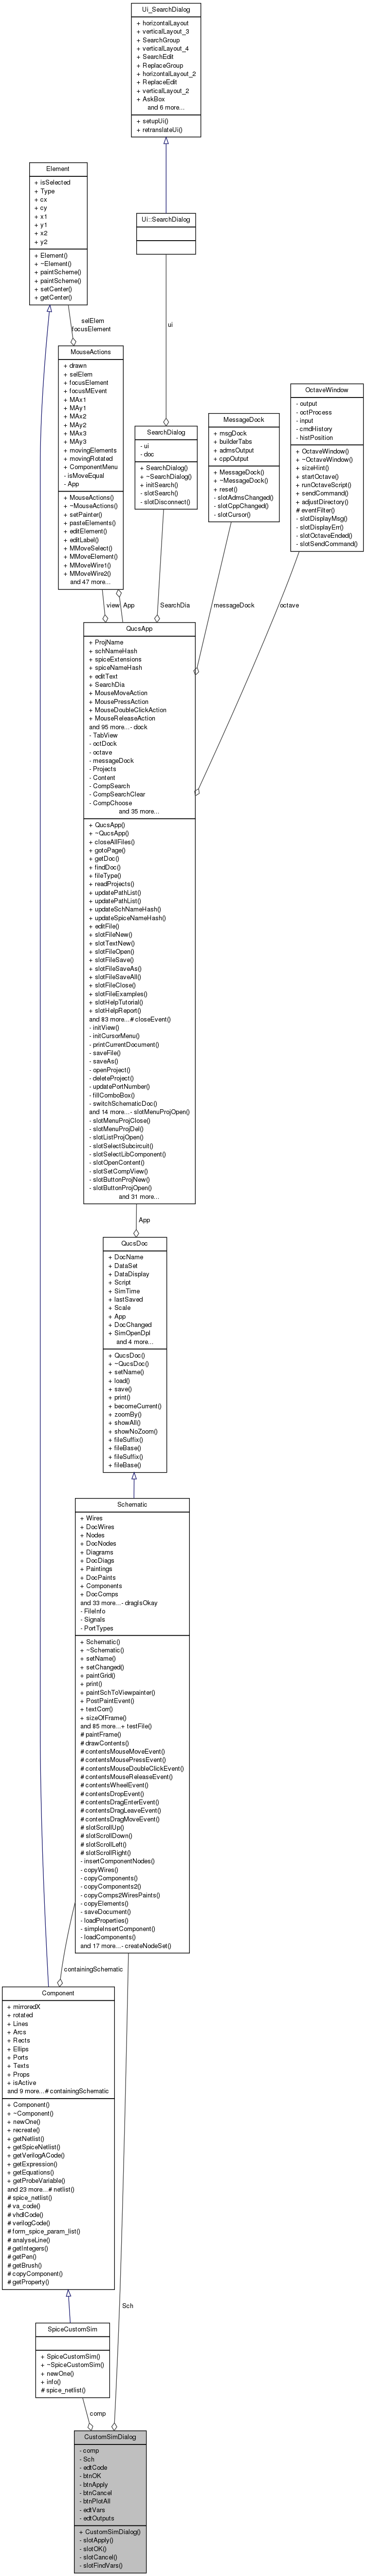 Ui_SearchDialog
+ horizontalLayout
+ verticalLayout_3
+ SearchGroup
+ verticalLayout_4
+ SearchEdit
+ ReplaceGroup
+ horizontalLayout_2
+ ReplaceEdit
+ verticalLayout_2
+ AskBox
and 6 more...
+ setupUi()
+ retranslateUi()
Element
+ isSelected
+ Type
+ cx
+ cy
+ x1
+ y1
+ x2
+ y2
+ Element()
+ ~Element()
+ paintScheme()
+ paintScheme()
+ setCenter()
+ getCenter()
Ui::SearchDialog
selElem
focusElement
ui
MouseActions
+ drawn
+ selElem
+ focusElement
+ focusMEvent
+ MAx1
+ MAy1
+ MAx2
+ MAy2
+ MAx3
+ MAy3
+ movingElements
+ movingRotated
+ ComponentMenu
- isMoveEqual
- App
+ MouseActions()
+ ~MouseActions()
+ setPainter()
+ pasteElements()
+ editElement()
+ editLabel()
+ MMoveSelect()
+ MMoveElement()
+ MMoveWire1()
+ MMoveWire2()
and 47 more...
SearchDialog
- ui
- doc
+ SearchDialog()
+ ~SearchDialog()
+ initSearch()
- slotSearch()
- slotDisconnect()
MessageDock
+ msgDock
+ builderTabs
+ admsOutput
+ cppOutput
+ MessageDock()
+ ~MessageDock()
+ reset()
- slotAdmsChanged()
- slotCppChanged()
- slotCursor()
OctaveWindow
- output
- octProcess
- input
- cmdHistory
- histPosition
+ OctaveWindow()
+ ~OctaveWindow()
+ sizeHint()
+ startOctave()
+ runOctaveScript()
+ sendCommand()
+ adjustDirectory()
# eventFilter()
- slotDisplayMsg()
- slotDisplayErr()
- slotOctaveEnded()
- slotSendCommand()
view
App
SearchDia
messageDock
octave
QucsApp
+ ProjName
+ schNameHash
+ spiceExtensions
+ spiceNameHash
+ editText
+ SearchDia
+ MouseMoveAction
+ MousePressAction
+ MouseDoubleClickAction
+ MouseReleaseAction
and 95 more...- dock
- TabView
- octDock
- octave
- messageDock
- Projects
- Content
- CompSearch
- CompSearchClear
- CompChoose
and 35 more...
+ QucsApp()
+ ~QucsApp()
+ closeAllFiles()
+ gotoPage()
+ getDoc()
+ findDoc()
+ fileType()
+ readProjects()
+ updatePathList()
+ updatePathList()
+ updateSchNameHash()
+ updateSpiceNameHash()
+ editFile()
+ slotFileNew()
+ slotTextNew()
+ slotFileOpen()
+ slotFileSave()
+ slotFileSaveAs()
+ slotFileSaveAll()
+ slotFileClose()
+ slotFileExamples()
+ slotHelpTutorial()
+ slotHelpReport()
and 83 more...# closeEvent()
- initView()
- initCursorMenu()
- printCurrentDocument()
- saveFile()
- saveAs()
- openProject()
- deleteProject()
- updatePortNumber()
- fillComboBox()
- switchSchematicDoc()
and 14 more...- slotMenuProjOpen()
- slotMenuProjClose()
- slotMenuProjDel()
- slotListProjOpen()
- slotSelectSubcircuit()
- slotSelectLibComponent()
- slotOpenContent()
- slotSetCompView()
- slotButtonProjNew()
- slotButtonProjOpen()
and 31 more...
App
QucsDoc
+ DocName
+ DataSet
+ DataDisplay
+ Script
+ SimTime
+ lastSaved
+ Scale
+ App
+ DocChanged
+ SimOpenDpl
and 4 more...
+ QucsDoc()
+ ~QucsDoc()
+ setName()
+ load()
+ save()
+ print()
+ becomeCurrent()
+ zoomBy()
+ showAll()
+ showNoZoom()
+ fileSuffix()
+ fileBase()
+ fileSuffix()
+ fileBase()
Schematic
+ Wires
+ DocWires
+ Nodes
+ DocNodes
+ Diagrams
+ DocDiags
+ Paintings
+ DocPaints
+ Components
+ DocComps
and 33 more...- dragIsOkay
- FileInfo
- Signals
- PortTypes
+ Schematic()
+ ~Schematic()
+ setName()
+ setChanged()
+ paintGrid()
+ print()
+ paintSchToViewpainter()
+ PostPaintEvent()
+ textCorr()
+ sizeOfFrame()
and 85 more...+ testFile()
# paintFrame()
# drawContents()
# contentsMouseMoveEvent()
# contentsMousePressEvent()
# contentsMouseDoubleClickEvent()
# contentsMouseReleaseEvent()
# contentsWheelEvent()
# contentsDropEvent()
# contentsDragEnterEvent()
# contentsDragLeaveEvent()
# contentsDragMoveEvent()
# slotScrollUp()
# slotScrollDown()
# slotScrollLeft()
# slotScrollRight()
- insertComponentNodes()
- copyWires()
- copyComponents()
- copyComponents2()
- copyComps2WiresPaints()
- copyElements()
- saveDocument()
- loadProperties()
- simpleInsertComponent()
- loadComponents()
and 17 more...- createNodeSet()
containingSchematic
Component
+ mirroredX
+ rotated
+ Lines
+ Arcs
+ Rects
+ Ellips
+ Ports
+ Texts
+ Props
+ isActive
and 9 more...# containingSchematic
+ Component()
+ ~Component()
+ newOne()
+ recreate()
+ getNetlist()
+ getSpiceNetlist()
+ getVerilogACode()
+ getExpression()
+ getEquations()
+ getProbeVariable()
and 23 more...# netlist()
# spice_netlist()
# va_code()
# vhdlCode()
# verilogCode()
# form_spice_param_list()
# analyseLine()
# getIntegers()
# getPen()
# getBrush()
# copyComponent()
# getProperty()
Sch
SpiceCustomSim
+ SpiceCustomSim()
+ ~SpiceCustomSim()
+ newOne()
+ info()
# spice_netlist()
comp
CustomSimDialog
- comp
- Sch
- edtCode
- btnOK
- btnApply
- btnCancel
- btnPlotAll
- edtVars
- edtOutputs
+ CustomSimDialog()
- slotApply()
- slotOK()
- slotCancel()
- slotFindVars()